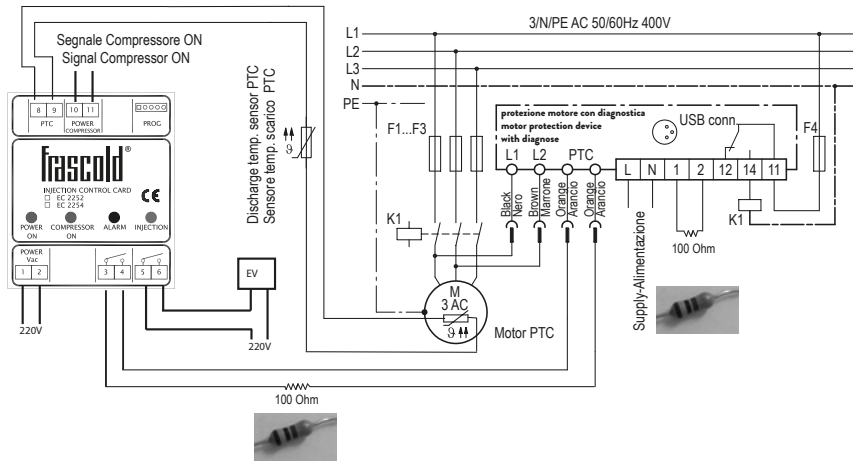 3/N/PE AC 50/60Hz 400V
L1
L2
L3
N
PE
Segnale Compressore ON
Signal Compressor ON
8 9 10 11
PTC POWER COMPRESSOR PROG
frascold®
INJECTION CONTROL CARD
EC 2252
EC 2254
CE
POWER ON COMPRESSOR ON ALARM INJECTION
POWER Vac
1 2 3 4 5 6
220V
EV
220V
Discharge temp. sensor PTC
Sensore temp. scarico PTC
ϑ
F1...F3
K1
M
3 AC
ϑ
Motor PTC
protezione motore con diagnostica
motor protection device
with diagnose
USB conn.
F4
L1 L2 PTC
L N 1 2 12 14 11
Black
Nero
Brown
Marrone
Orange
Arancio
Orange
Arancio
K1
100 Ohm
Supply-Alimentazione
100 Ohm